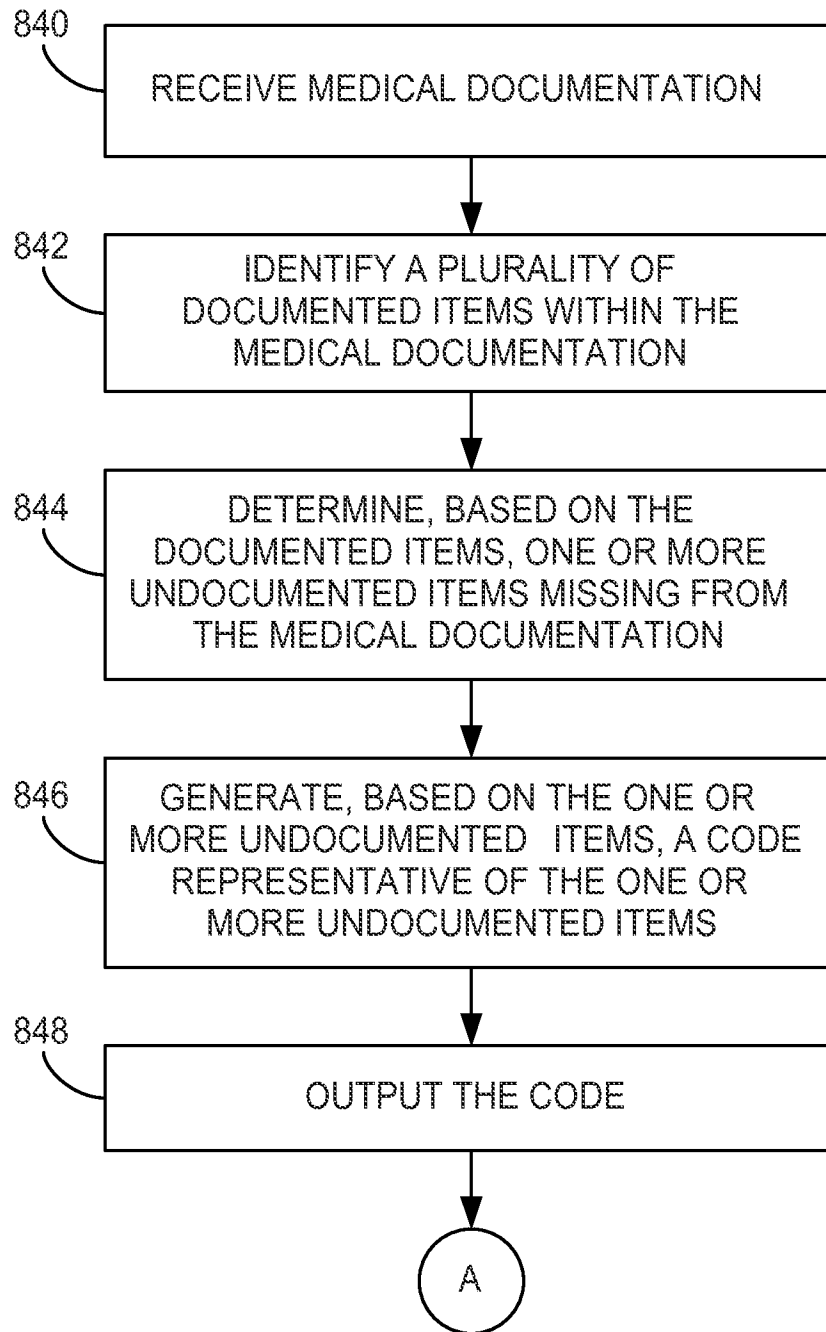 840
RECEIVE MEDICAL DOCUMENTATION
842
IDENTIFY A PLURALITY OF
DOCUMENTED ITEMS WITHIN THE
MEDICAL DOCUMENTATION
844
DETERMINE, BASED ON THE
DOCUMENTED ITEMS, ONE OR MORE
UNDOCUMENTED ITEMS MISSING FROM
THE MEDICAL DOCUMENTATION
846
GENERATE, BASED ON THE ONE OR
MORE UNDOCUMENTED ITEMS, A CODE
REPRESENTATIVE OF THE ONE OR
MORE UNDOCUMENTED ITEMS
848
OUTPUT THE CODE
A